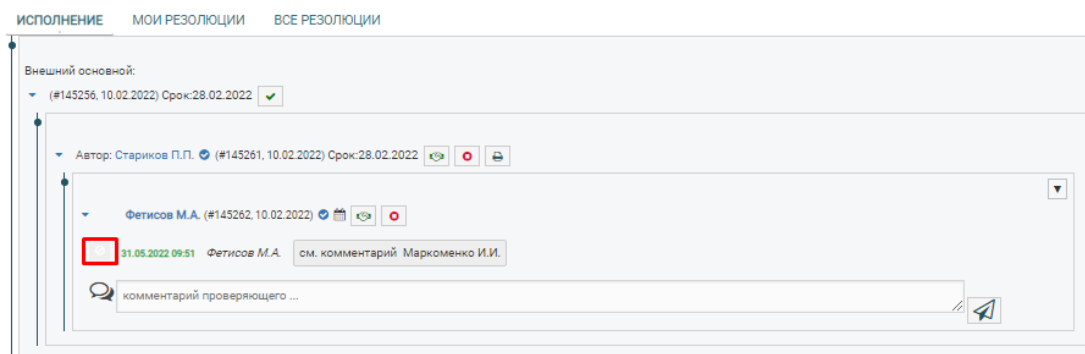 ИСПОЛНЕНИЕ МОИ РЕЗОЛЮЦИИ ВСЕ РЕЗОЛЮЦИИ
Внешний основной:
(#145256, 10.02.2022) Срок:28.02.2022
Автор: Стариков П.П. (#145261, 10.02.2022) Срок:28.02.2022
Фетисов М.А. (#145262, 10.02.2022)
31.05.2022 09:51 Фетисов М.А. см. комментарий Маркоменко И.И.
комментарий проверяющего ...